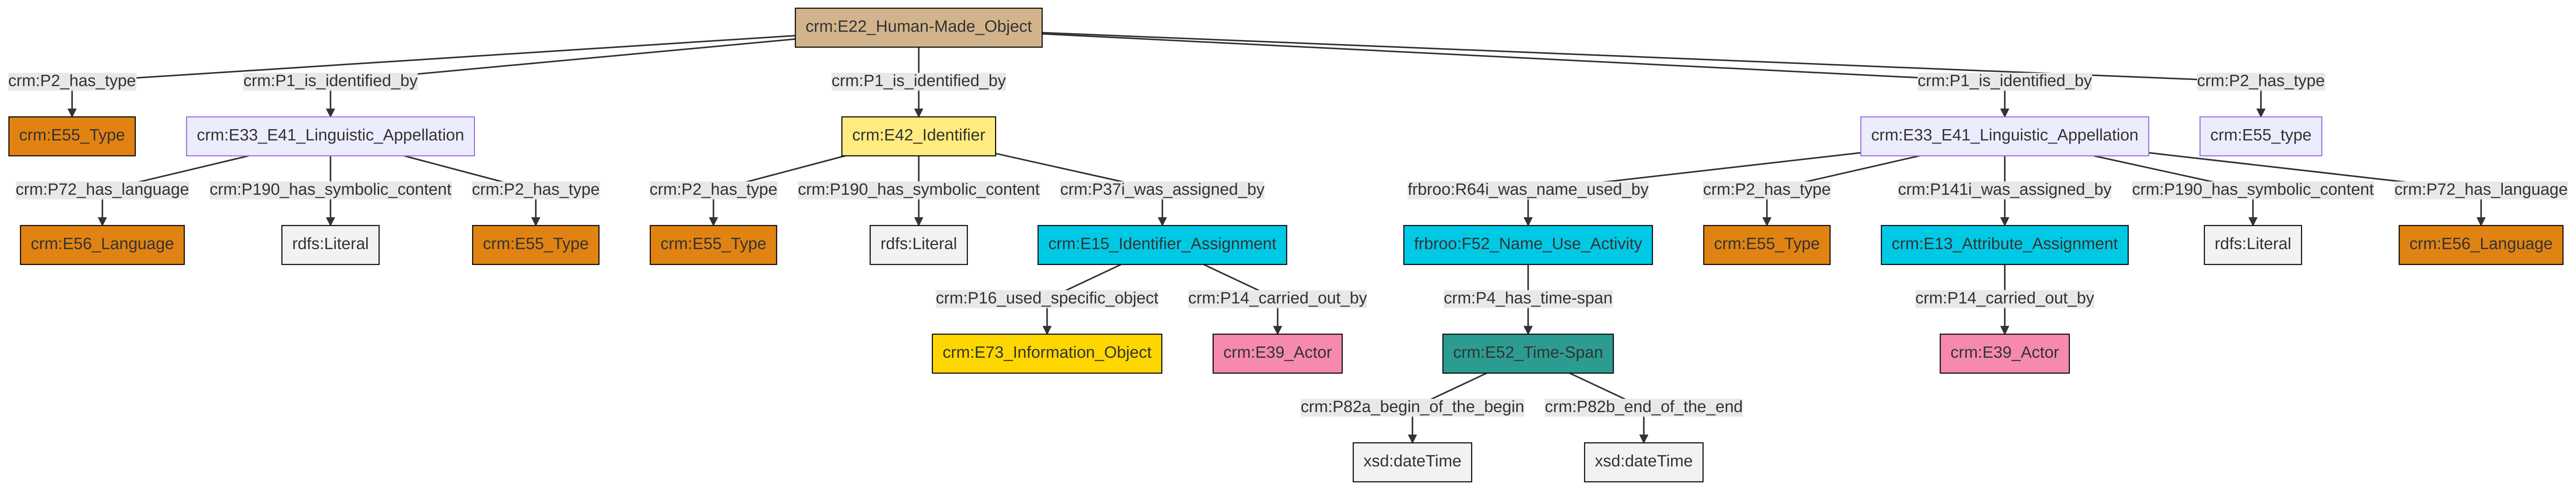 crm:E22_Human-Made_Object
crm:P2_has_type
crm:P1_is_identified_by
crm:P1_is_identified_by
crm:P1_is_identified_by
crm:P2_has_type
crm:E55_Type
crm:E33_E41_Linguistic_Appellation
crm:E42_Identifier
crm:E33_E41_Linguistic_Appellation
crm:E55_type
crm:P72_has_language
crm:P190_has_symbolic_content
crm:P2_has_type
crm:P2_has_type
crm:P190_has_symbolic_content
crm:P37i_was_assigned_by
frbroo:R64i_was_name_used_by
crm:P2_has_type
crm:P141i_was_assigned_by
crm:P190_has_symbolic_content
crm:P72_has_language
crm:E56_Language
rdfs:Literal
crm:E55_Type
crm:E55_Type
rdfs:Literal
crm:E15_Identifier_Assignment
frbroo:F52_Name_Use_Activity
crm:E55_Type
crm:E13_Attribute_Assignment
rdfs:Literal
crm:E56_Language
crm:P16_used_specific_object
crm:P14_carried_out_by
crm:P4_has_time-span
crm:P14_carried_out_by
crm:E73_Information_Object
crm:E39_Actor
crm:E52_Time-Span
crm:E39_Actor
crm:P82a_begin_of_the_begin
crm:P82b_end_of_the_end
xsd:dateTime
xsd:dateTime